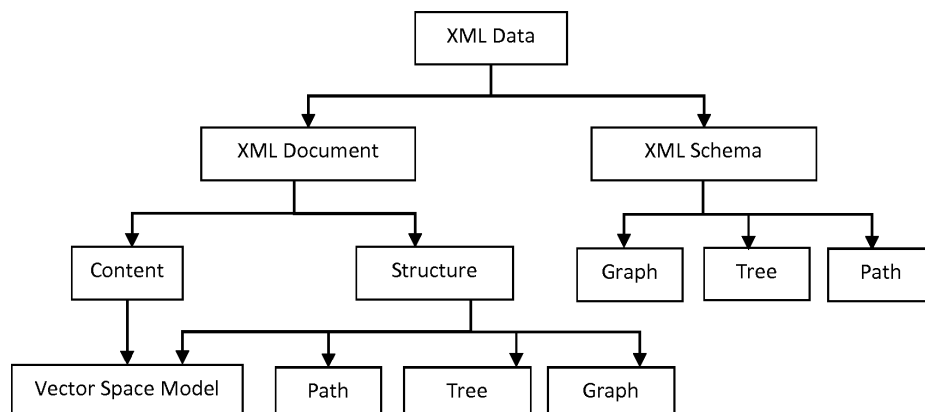 XML Data
XML Document
XML Schema
Content
Structure
Graph
Tree
Path
Vector Space Model
Path
Tree
Graph